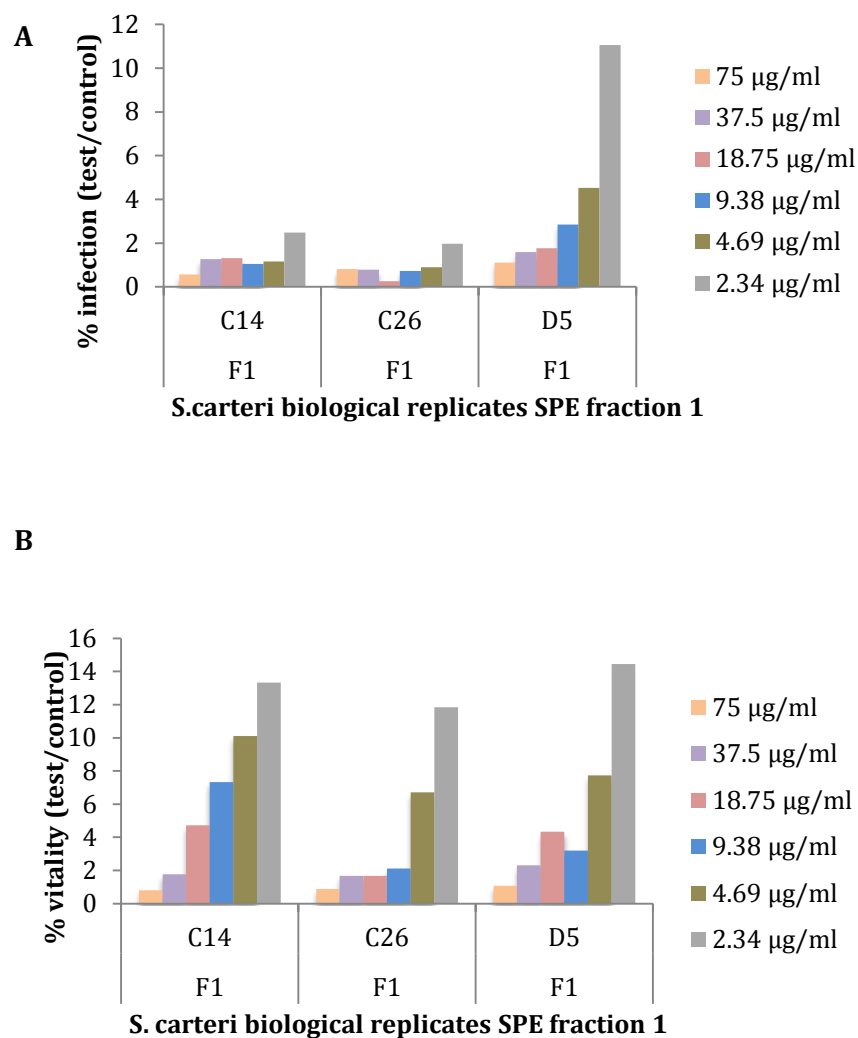 A
% infection (test/control)
12
10
8
6
4
2
0
C14 C26 D5
F1 F1 F1
S.carteri biological replicates SPE fraction 1
75 μg/ml
37.5 μg/ml
18.75 μg/ml
9.38 μg/ml
4.69 μg/ml
2.34 μg/ml
B
% vitality (test/control)
16
14
12
10
8
6
4
2
0
C14 C26 D5
F1 F1 F1
S. carteri biological replicates SPE fraction 1
75 μg/ml
37.5 μg/ml
18.75 μg/ml
9.38 μg/ml
4.69 μg/ml
2.34 μg/ml